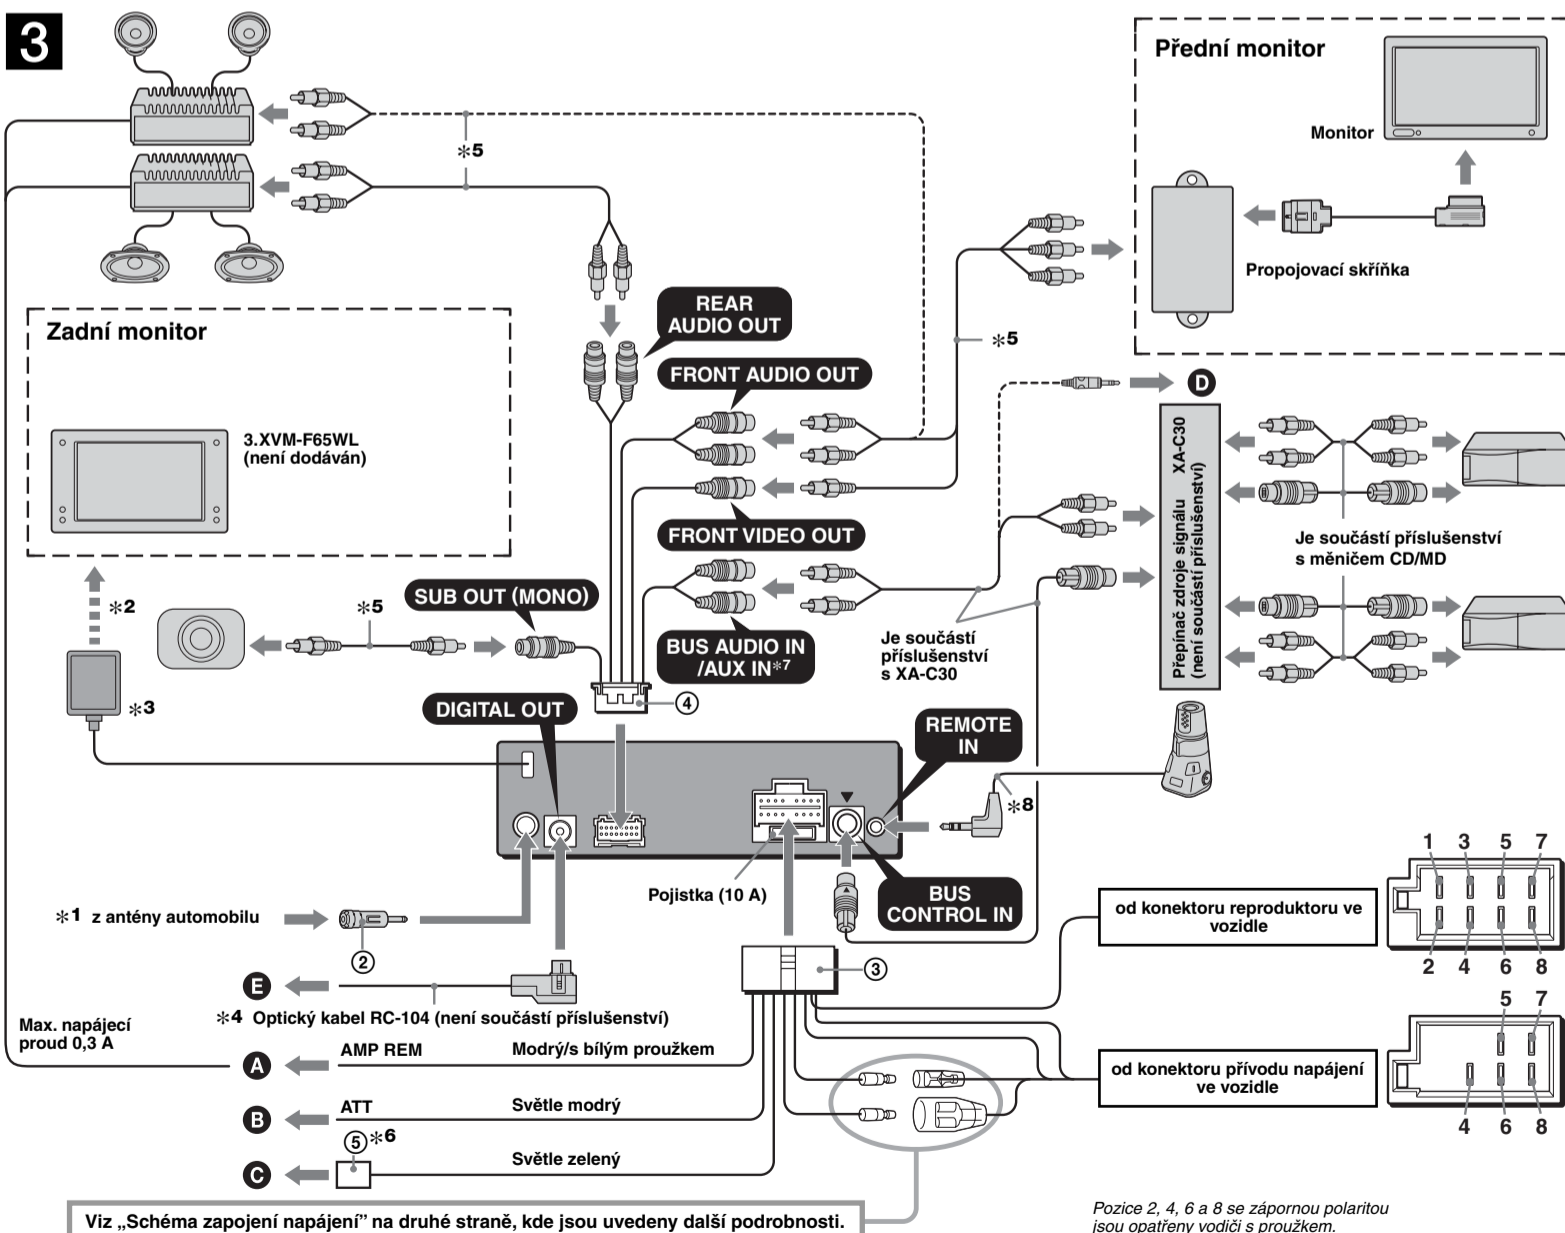 3
Přední monitor
Monitor
Propojovací skříňka
*5
*5
REAR
AUDIO OUT
FRONT AUDIO OUT
FRONT VIDEO OUT
Zadní monitor
3.XVM-F65WL
(není dodáván)
*2
*3
*5
SUB OUT (MONO)
BUS AUDIO IN
/AUX IN*7
DIGITAL OUT
4
D
Přepínač zdroje signálu XA-C30
(není součástí příslušenství)
Je součástí příslušenství
s měničem CD/MD
Je součástí
příslušenství
s XA-C30
REMOTE
IN
*8
Pojistka (10 A)
BUS
CONTROL IN
*1 z antény automobilu
2
3
E
*4 Optický kabel RC-104 (není součástí příslušenství)
Max. napájecí
proud 0,3 A
A
AMP REM
Modrý/s bílým proužkem
B
ATT
Světle modrý
C
5 *6
Světle zelený
od konektoru reproduktoru ve
vozidle
1 3 5 7
2 4 6 8
od konektoru přívodu napájení
ve vozidle
5 7
4 6 8
Viz „Schéma zapojení napájení” na druhé straně, kde jsou uvedeny další podrobnosti.
Pozice 2, 4, 6 a 8 se zápornou polaritou
jsou opatřeny vodiči s proužkem.